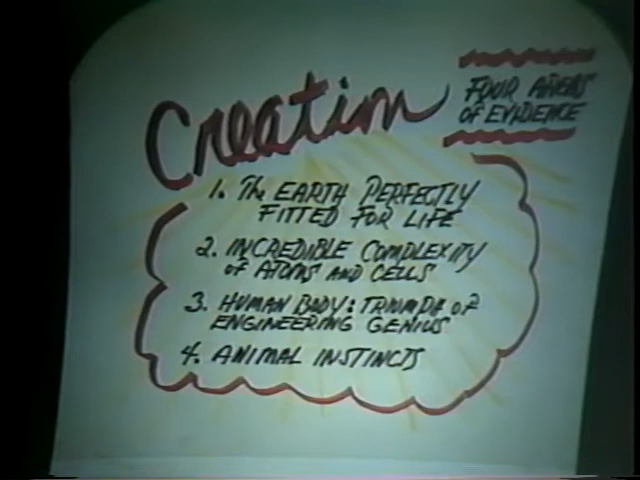 Creation
FOUR AREAS
OF EVIDENCE
1. The EARTH PERFECTLY
FITTED FOR LIFE
2. INCREDIBLE COMPLEXITY
of ATOMS AND CELLS
3. HUMAN BODY: TRIUMPH OF
ENGINEERING GENIUS
4. ANIMAL INSTINCTS